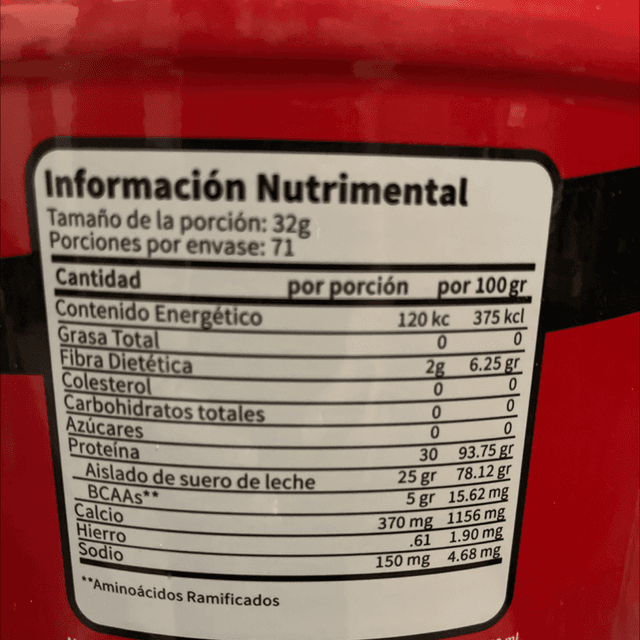 Información Nutrimental
Tamaño de la porción: 32g
Porciones por envase: 71
Cantidad por porción por 100 gr
Contenido Energético 120 kc 375 kcl
Grasa Total 0 0
Fibra Dietética 2g 6.25 gr
Colesterol 0 0
Carbohidratos totales 0 0
Azúcares 0 0
Proteína 30 93.75 gr
Aislado de suero de leche 25 gr 78.12 gr
BCAAs** 5 gr 15.62 mg
Calcio 370 mg 1156 mg
Hierro .61 1.90 mg
Sodio 150 mg 4.68 mg
**Aminoácidos Ramificados